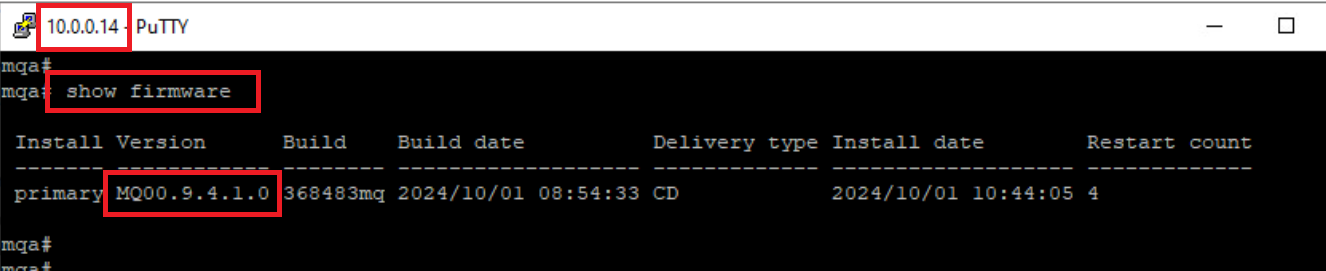 10.0.0.14 - PuTTY
mqa#
mqa# show firmware
Install Version Build Build date Delivery type Install date Restart count
------- ------------ -------- ------------------- ------------- ------------------- -------------
primary MQ00.9.4.1.0 368483mq 2024/10/01 08:54:33 CD 2024/10/01 10:44:05 4
mqa#
mqa#